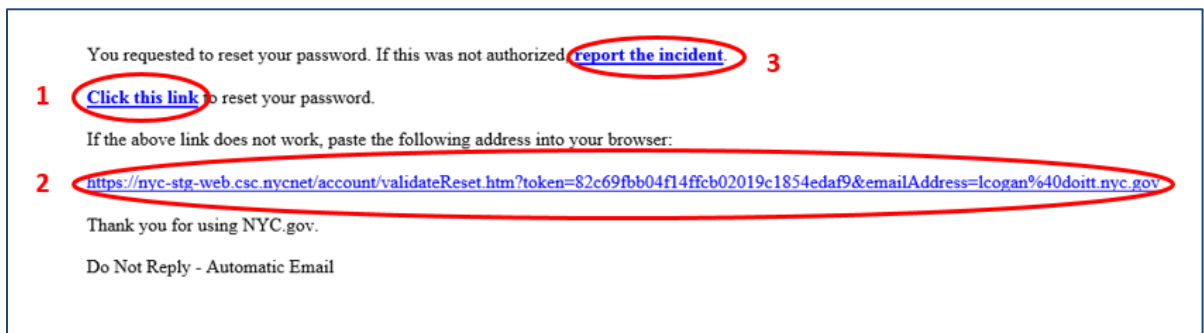 You requested to reset your password. If this was not authorized, report the incident. 3
1 Click this link to reset your password.
If the above link does not work, paste the following address into your browser:
2 https://nyc-stg-web.csc.nycnet/account/validateReset.htm?token=82c69fbb04f14ffcb02019c1854edaf9&emailAddress=lcogan%40doitt.nyc.gov
Thank you for using NYC.gov.
Do Not Reply - Automatic Email